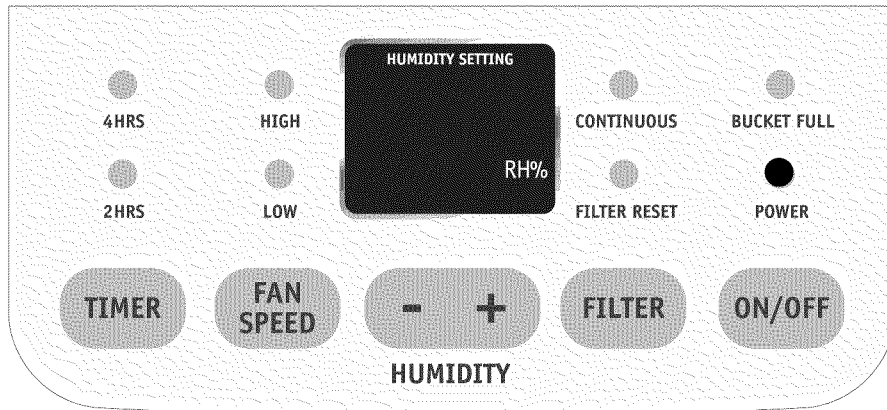 HUMIDITY SETTING
4HRS
HIGH
CONTINUOUS
BUCKET FULL
RH%
2HRS
LOW
FILTER RESET
POWER
TIMER
FAN
SPEED
- +
FILTER
ON/OFF
HUMIDITY